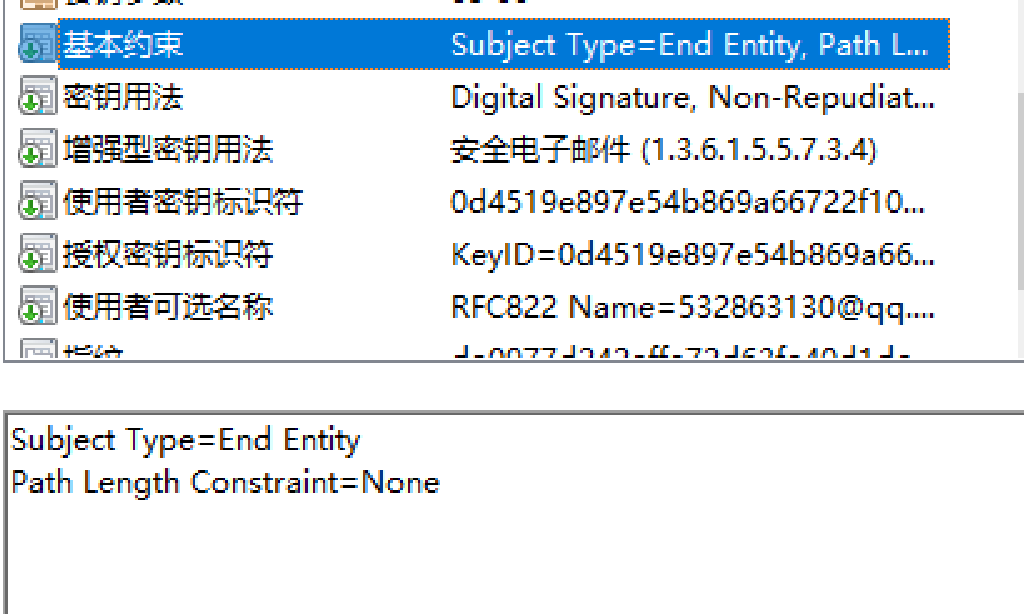 基本约束 Subject Type=End Entity, Path L...
密钥用法 Digital Signature, Non-Repudiat...
增强型密钥用法 安全电子邮件 (1.3.6.1.5.5.7.3.4)
使用者密钥标识符 0d4519e897e54b869a66722f10...
授权密钥标识符 KeyID=0d4519e897e54b869a66...
使用者可选名称 RFC822 Name=532863130@qq....
Subject Type=End Entity
Path Length Constraint=None